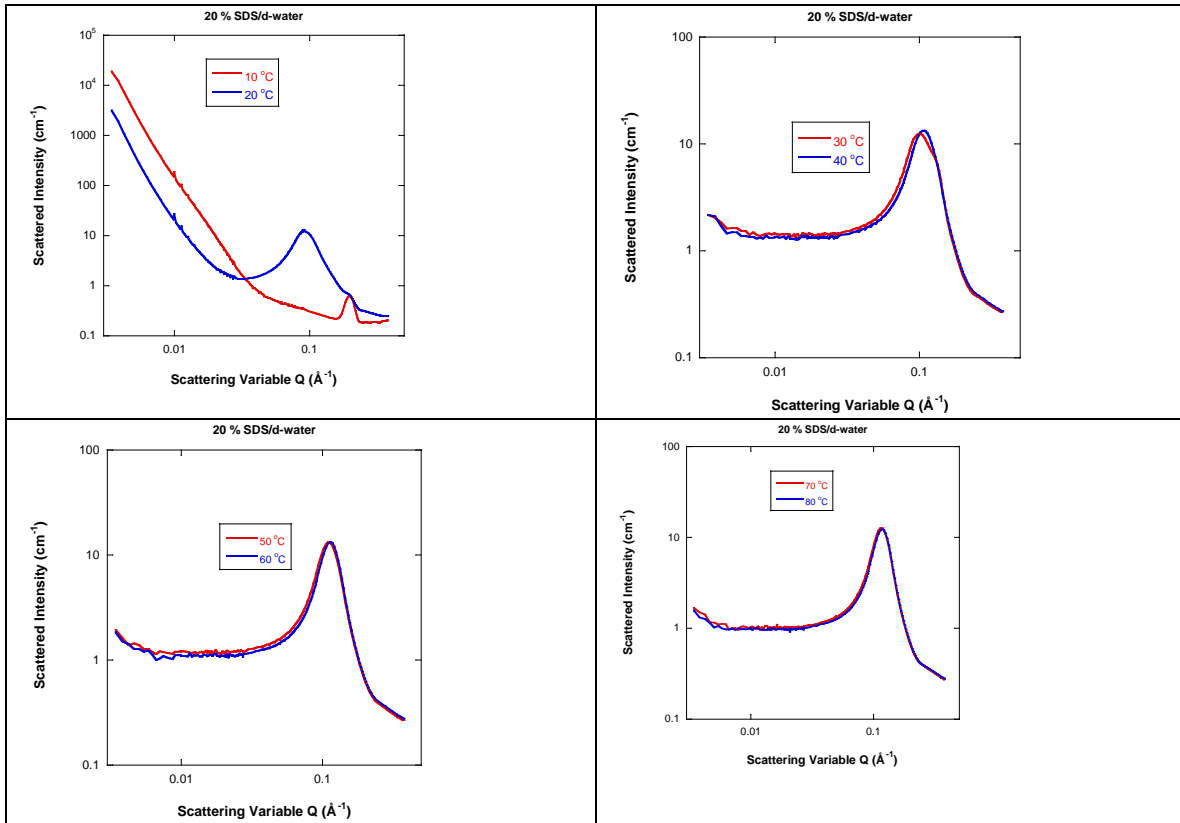 20 % SDS/d-water
10⁵
10⁴
1000
100
10
1
0.1
0.01
0.1
10 °C
20 °C
Scattered Intensity (cm⁻¹)
Scattering Variable Q (Å⁻¹)
20 % SDS/d-water
100
10
1
0.1
0.01
0.1
30 °C
40 °C
Scattered Intensity (cm⁻¹)
Scattering Variable Q (Å⁻¹)
20 % SDS/d-water
100
10
1
0.1
0.01
0.1
50 °C
60 °C
Scattered Intensity (cm⁻¹)
Scattering Variable Q (Å⁻¹)
20 % SDS/d-water
100
10
1
0.1
0.01
0.1
70 °C
80 °C
Scattered Intensity (cm⁻¹)
Scattering Variable Q (Å⁻¹)